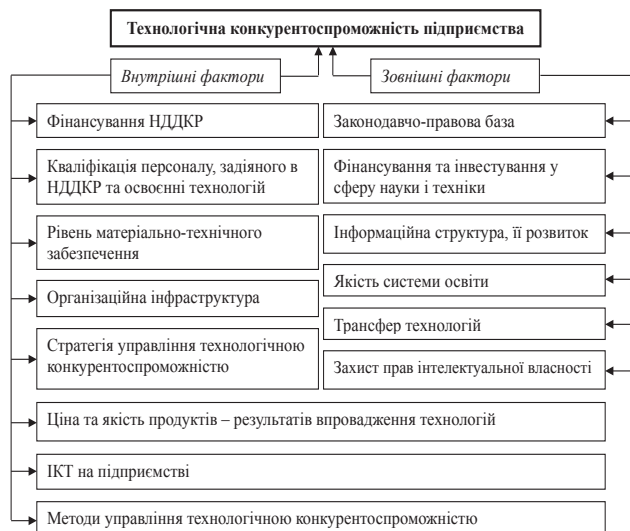 Технологічна конкурентоспроможність підприємства
Внутрішні фактори
Зовнішні фактори
Фінансування НДДКР
Кваліфікація персоналу, задіяного в
НДДКР та освоєнні технологій
Рівень матеріально-технічного
забезпечення
Організаційна інфраструктура
Стратегія управління технологічною
конкурентоспроможністю
Законодавчо-правова база
Фінансування та інвестування у
сферу науки і техніки
Інформаційна структура, її розвиток
Якість системи освіти
Трансфер технологій
Захист прав інтелектуальної власності
Ціна та якість продуктів – результатів впровадження технологій
ІКТ на підприємстві
Методи управління технологічною конкурентоспроможністю